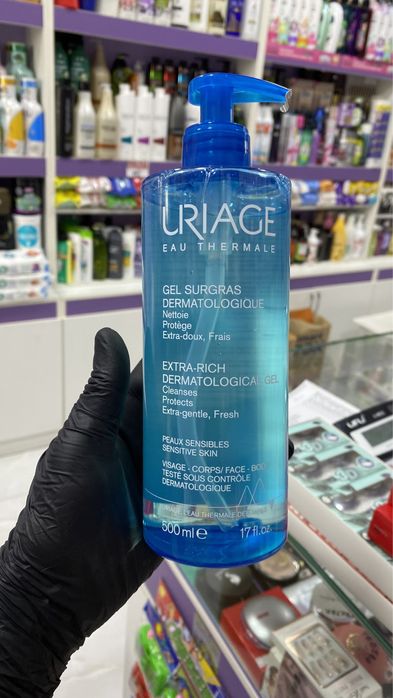 URIAGE
EAU THERMALE
GEL SURGRAS
DERMATOLOGIQUE
Nettoie
Protège
Extra-doux, Frais
EXTRA-RICH
DERMATOLOGICAL GEL
Cleanses
Protects
Extra-gentle, Fresh
PEAUX SENSIBLES
SENSITIVE SKIN
VISAGE - CORPS/ FACE - BODY
TESTÉ SOUS CONTRÔLE
DERMATOLOGIQUE
500 ml e 17 fl.oz.